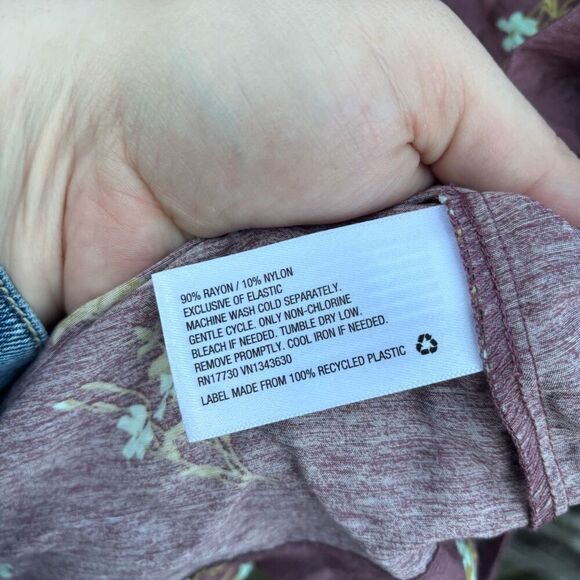 90% RAYON / 10% NYLON
EXCLUSIVE OF ELASTIC
MACHINE WASH COLD SEPARATELY.
GENTLE CYCLE. ONLY NON-CHLORINE
BLEACH IF NEEDED. TUMBLE DRY LOW.
REMOVE PROMPTLY. COOL IRON IF NEEDED.
RN17730 VN1343630
LABEL MADE FROM 100% RECYCLED PLASTIC